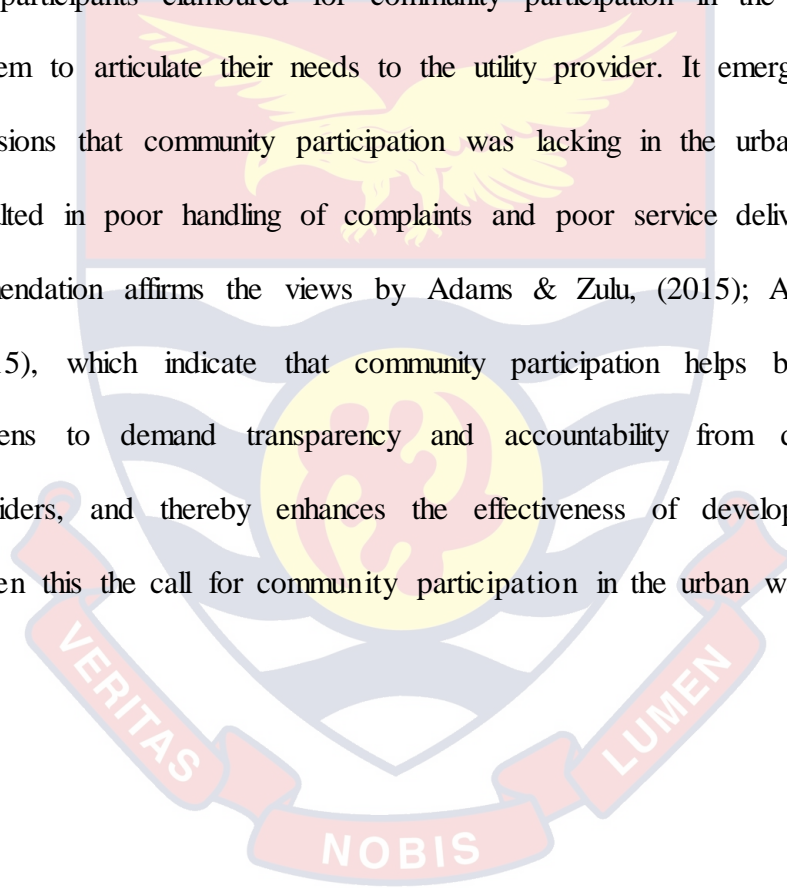 participants clamoured for community participation in the
em to articulate their needs to the utility provider. It emerg
sions that community participation was lacking in the urba
lted in poor handling of complaints and poor service deliv
endation affirms the views by Adams & Zulu, (2015); A
5), which indicate that community participation helps b
ens to demand transparency and accountability from d
iders, and thereby enhances the effectiveness of develop
en this the call for community participation in the urban w
VERITAS
NOBIS
LUMEN